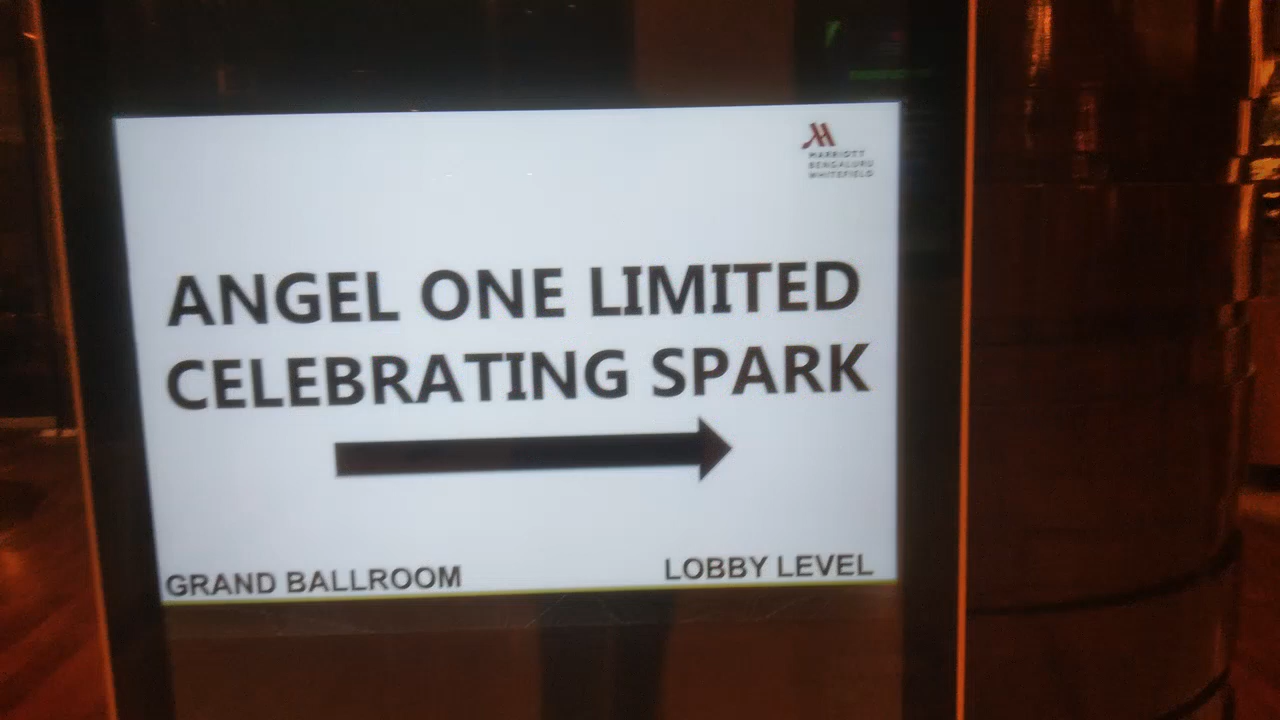 MARRIOTT
BENGALURU
WHITEFIELD
ANGEL ONE LIMITED
CELEBRATING SPARK
GRAND BALLROOM
LOBBY LEVEL